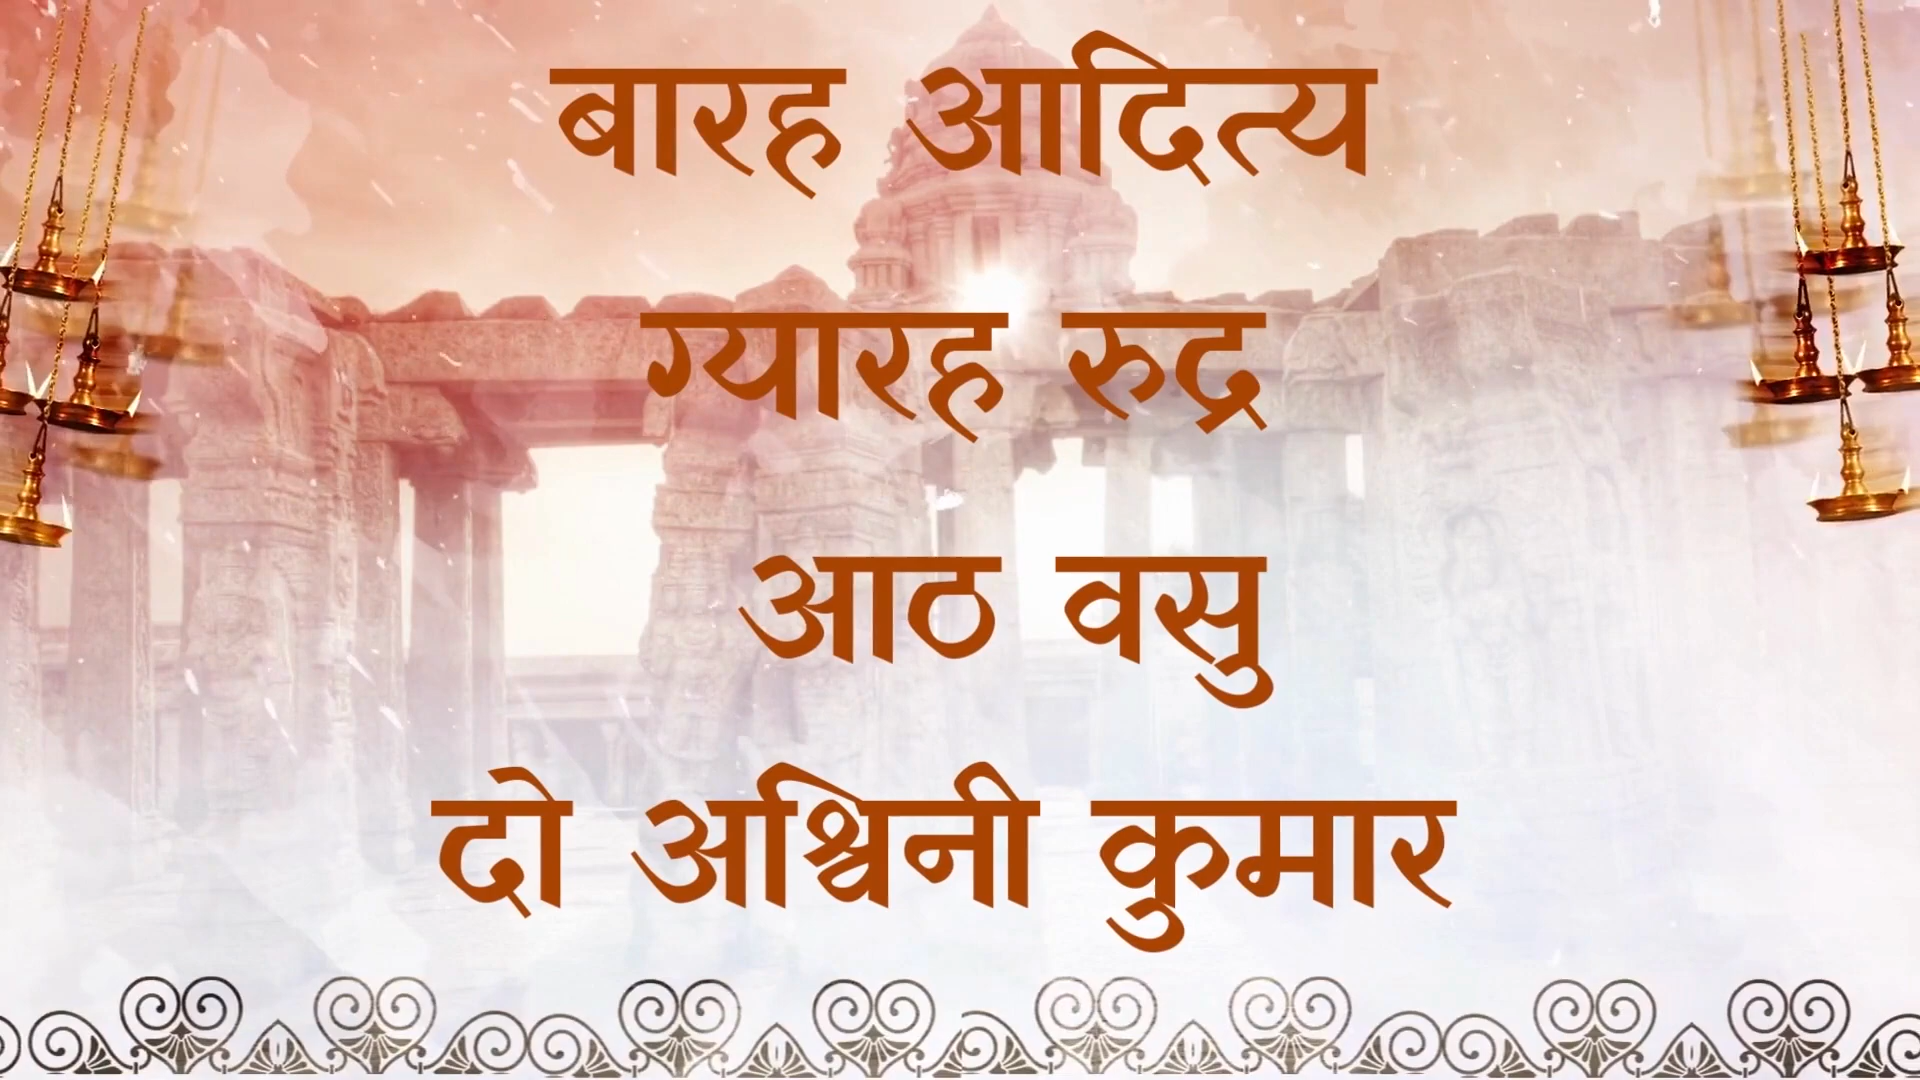 बारह आदित्य
ग्यारह रुद्र
आठ वसु
दो अश्विनी कुमार